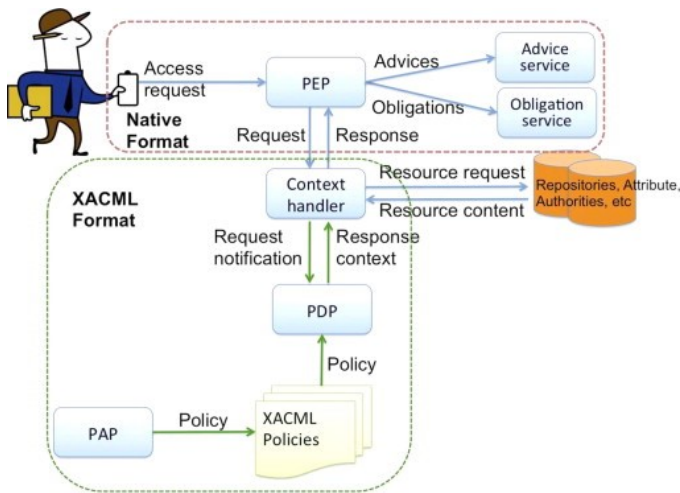 Access
request
Native
Format
PEP
Advices
Obligations
Advice
service
Obligation
service
Request
Response
XACML
Format
Context
handler
Resource request
Resource content
Repositories, Attribute,
Authorities, etc
Request
notification
Response
context
PDP
Policy
PAP
Policy
XACML
Policies